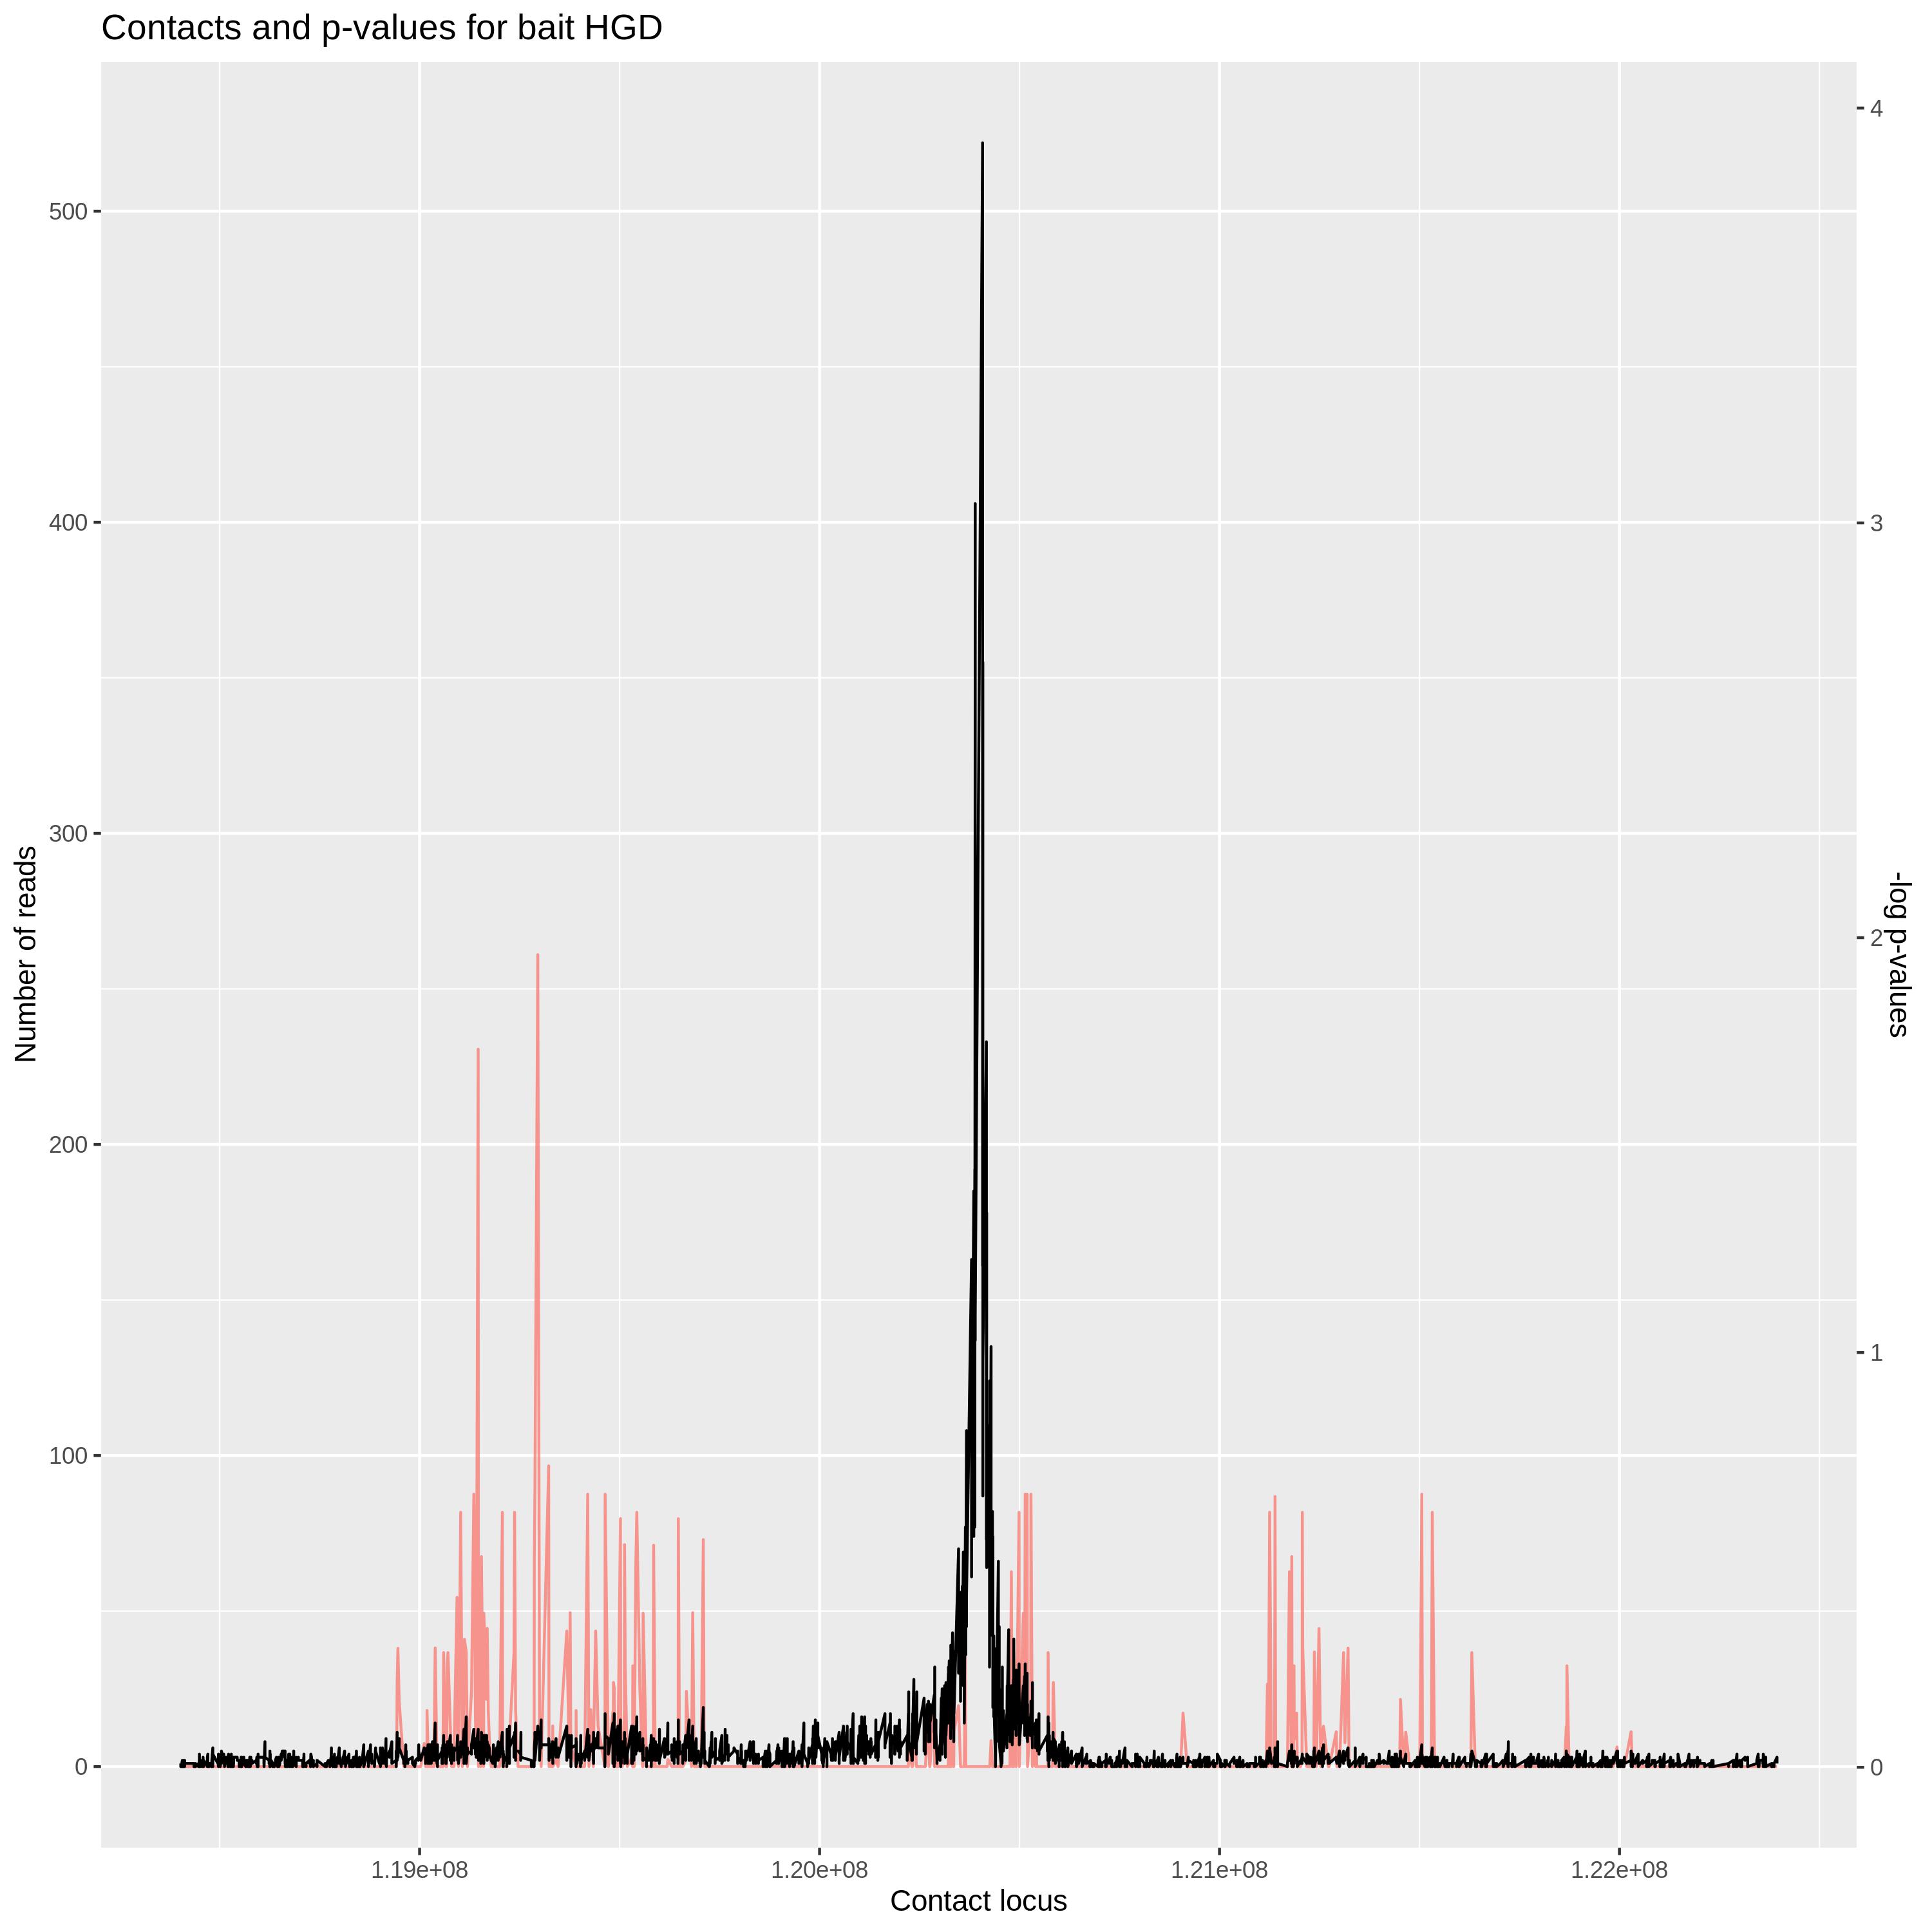 Contacts and p-values for bait HGD
4
500
400
3
300
Number of reads
-log p-values
2
200
1
100
0
0
1.19e+08
1.20e+08
1.21e+08
1.22e+08
Contact locus